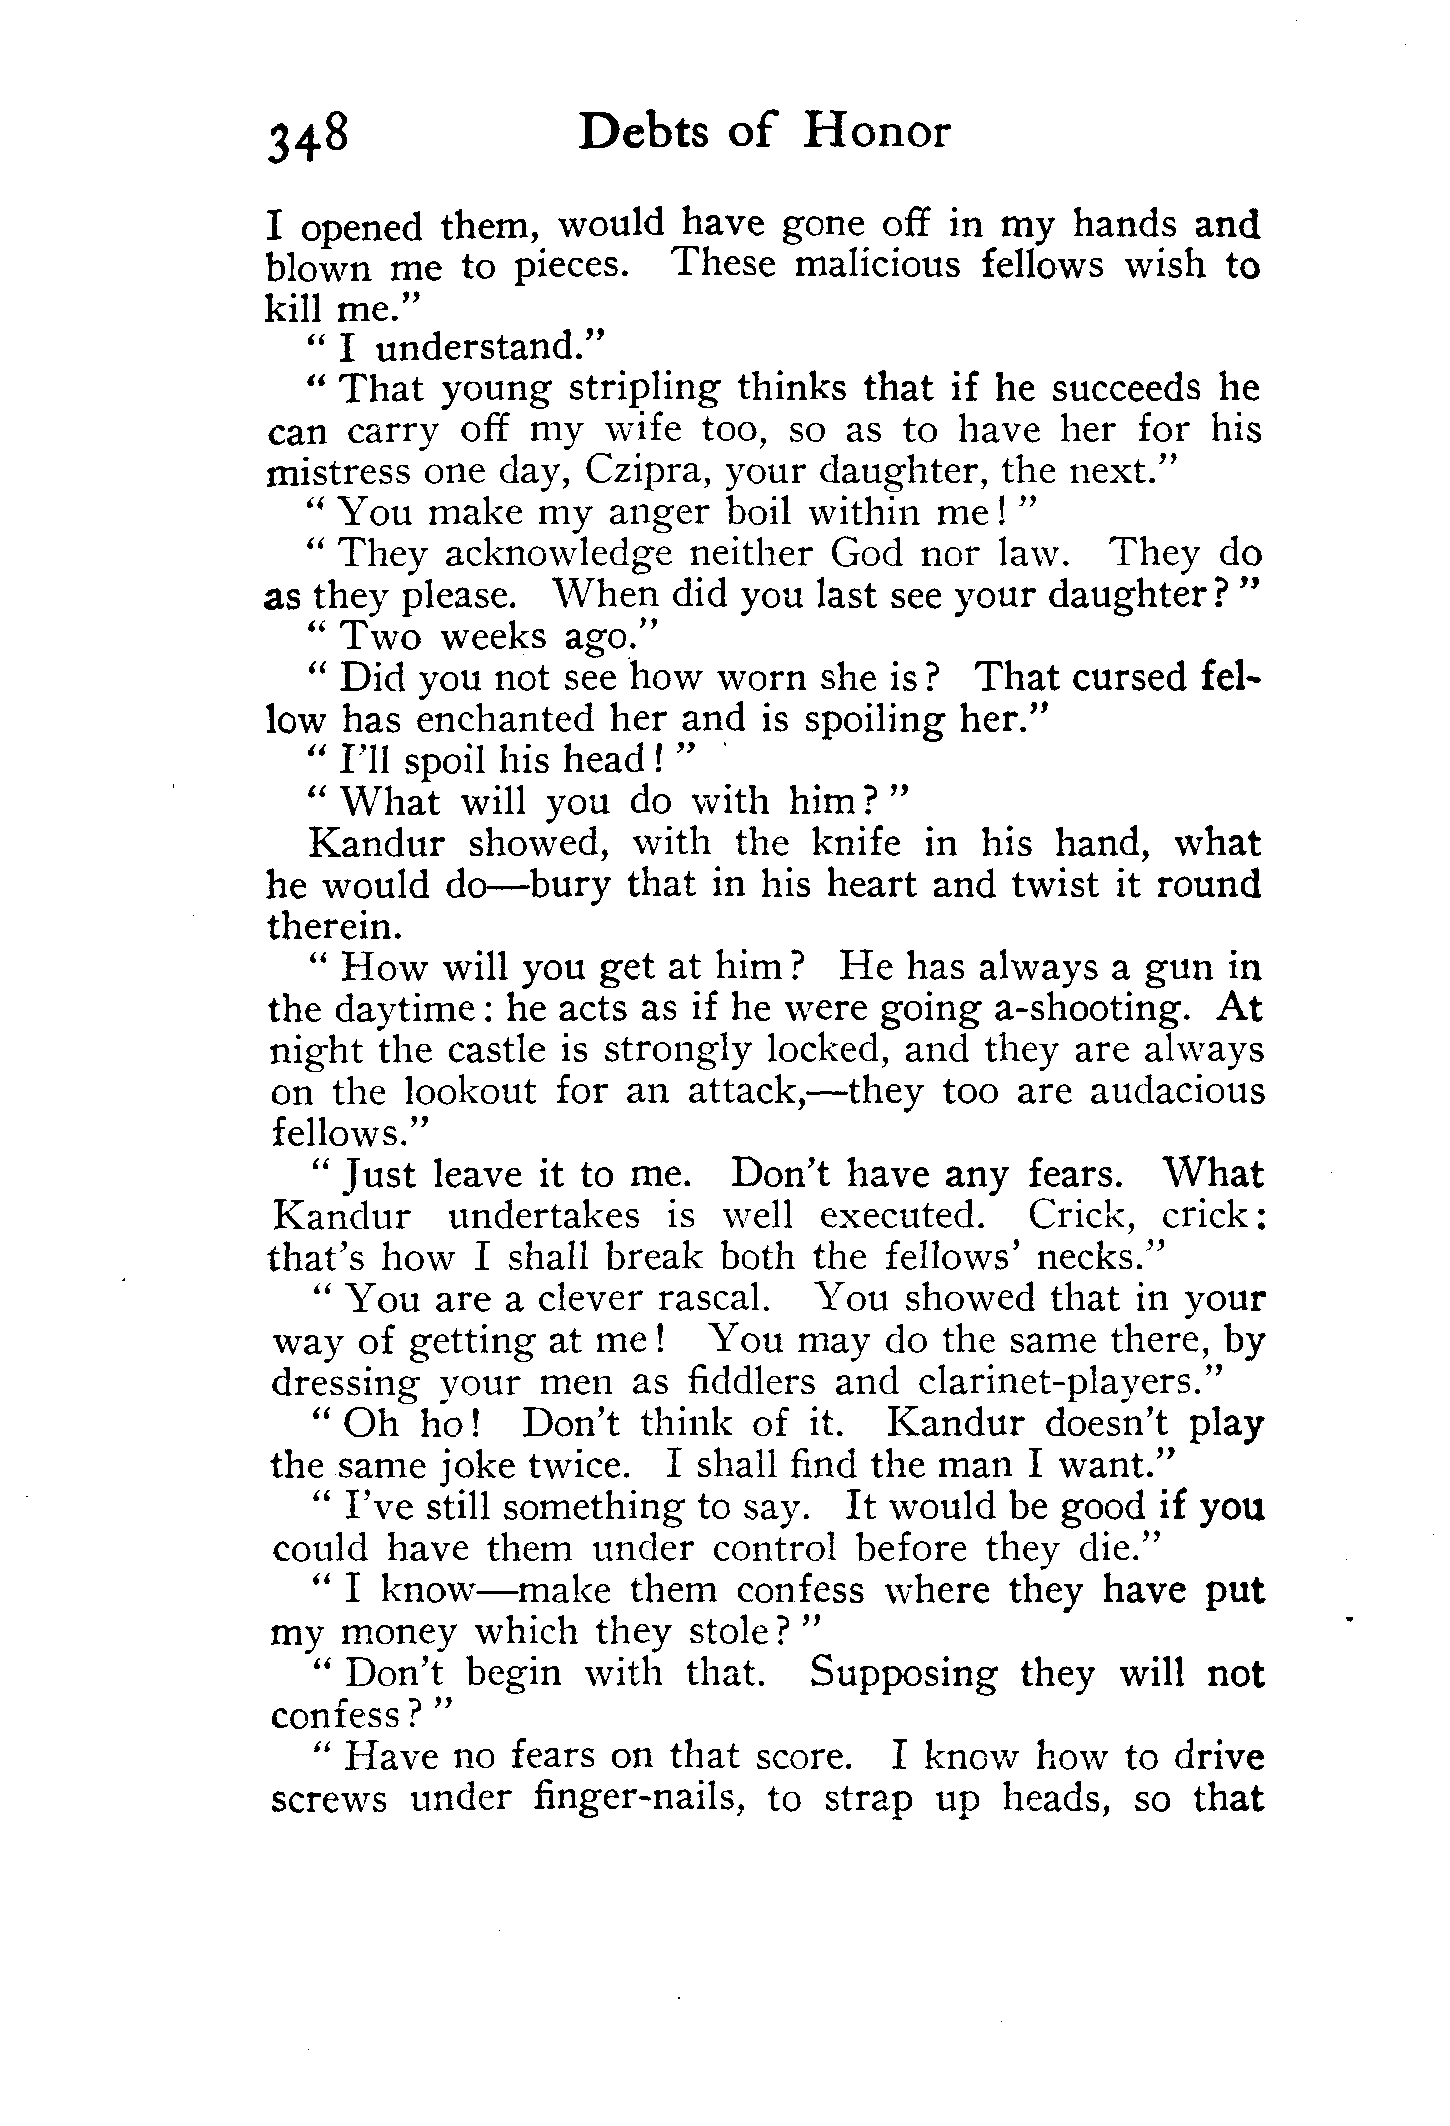 348 Debts of Honor
I opened them, would have gone off in my hands and
blown me to pieces. These malicious fellows wish to
kill me.”
“ I understand.”
“ That young stripling thinks that if he succeeds he
can carry off my wife too, so as to have her for his
mistress one day, Czipra, your daughter, the next.”
“ You make my anger boil within me! ”
“ They acknowledge neither God nor law. They do
as they please. When did you last see your daughter? ”
“ Two weeks ago.”
“ Did you not see how worn she is? That cursed fel-
low has enchanted her and is spoiling her.”
“ I’ll spoil his head! ”
“ What will you do with him? ”
Kandur showed, with the knife in his hand, what
he would do—bury that in his heart and twist it round
therein.
“ How will you get at him? He has always a gun in
the daytime: he acts as if he were going a-shooting. At
night the castle is strongly locked, and they are always
on the lookout for an attack,—they too are audacious
fellows.”
“ Just leave it to me. Don’t have any fears. What
Kandur undertakes is well executed. Crick, crick:
that’s how I shall break both the fellows’ necks.”
“ You are a clever rascal. You showed that in your
way of getting at me! You may do the same there, by
dressing your men as fiddlers and clarinet-players.”
“ Oh ho! Don’t think of it. Kandur doesn’t play
the same joke twice. I shall find the man I want.”
“ I’ve still something to say. It would be good if you
could have them under control before they die.”
“ I know—make them confess where they have put
my money which they stole? ”
“ Don’t begin with that. Supposing they will not
confess? ”
“ Have no fears on that score. I know how to drive
screws under finger-nails, to strap up heads, so that